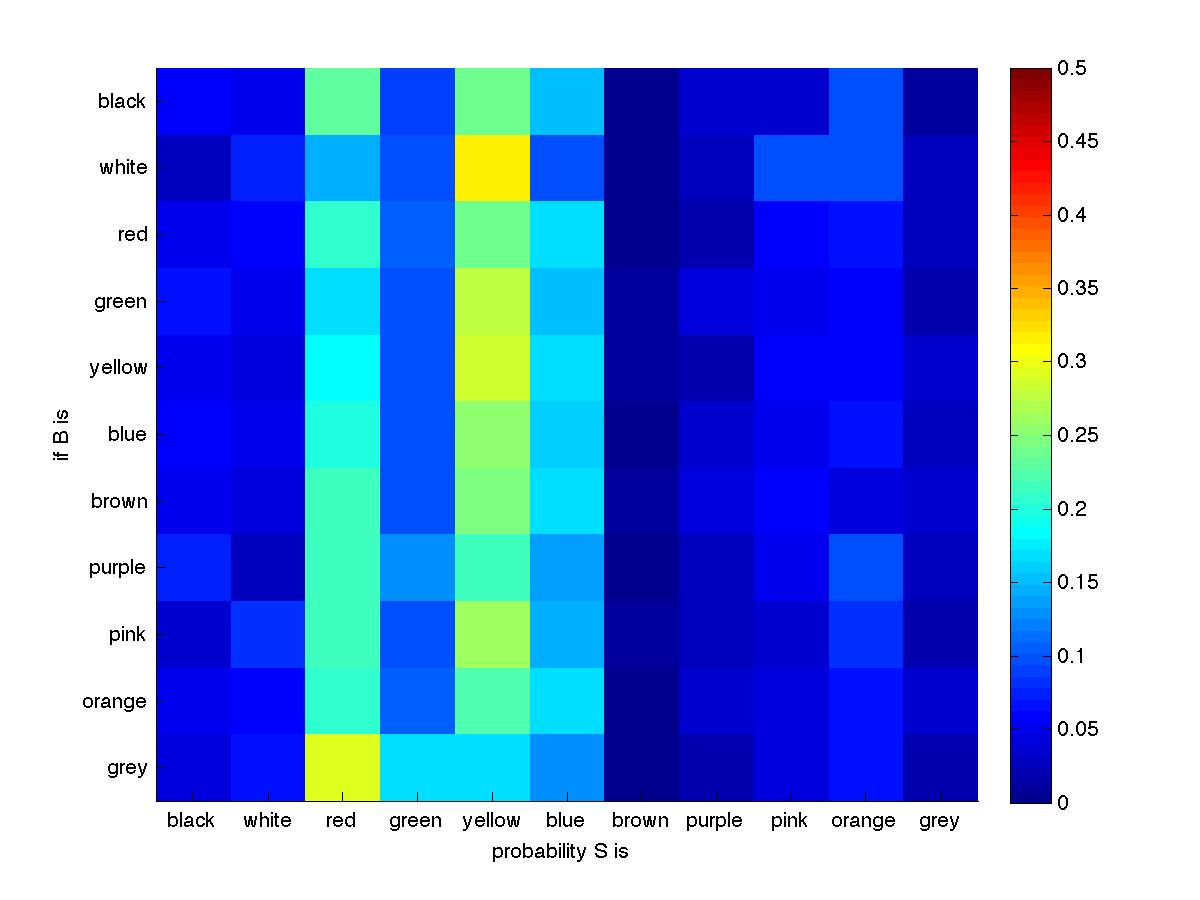 black
white
red
green
yellow
blue
brown
purple
pink
orange
grey
if B is
black white red green yellow blue brown purple pink orange grey
probability S is
0.5
0.45
0.4
0.35
0.3
0.25
0.2
0.15
0.1
0.05
0